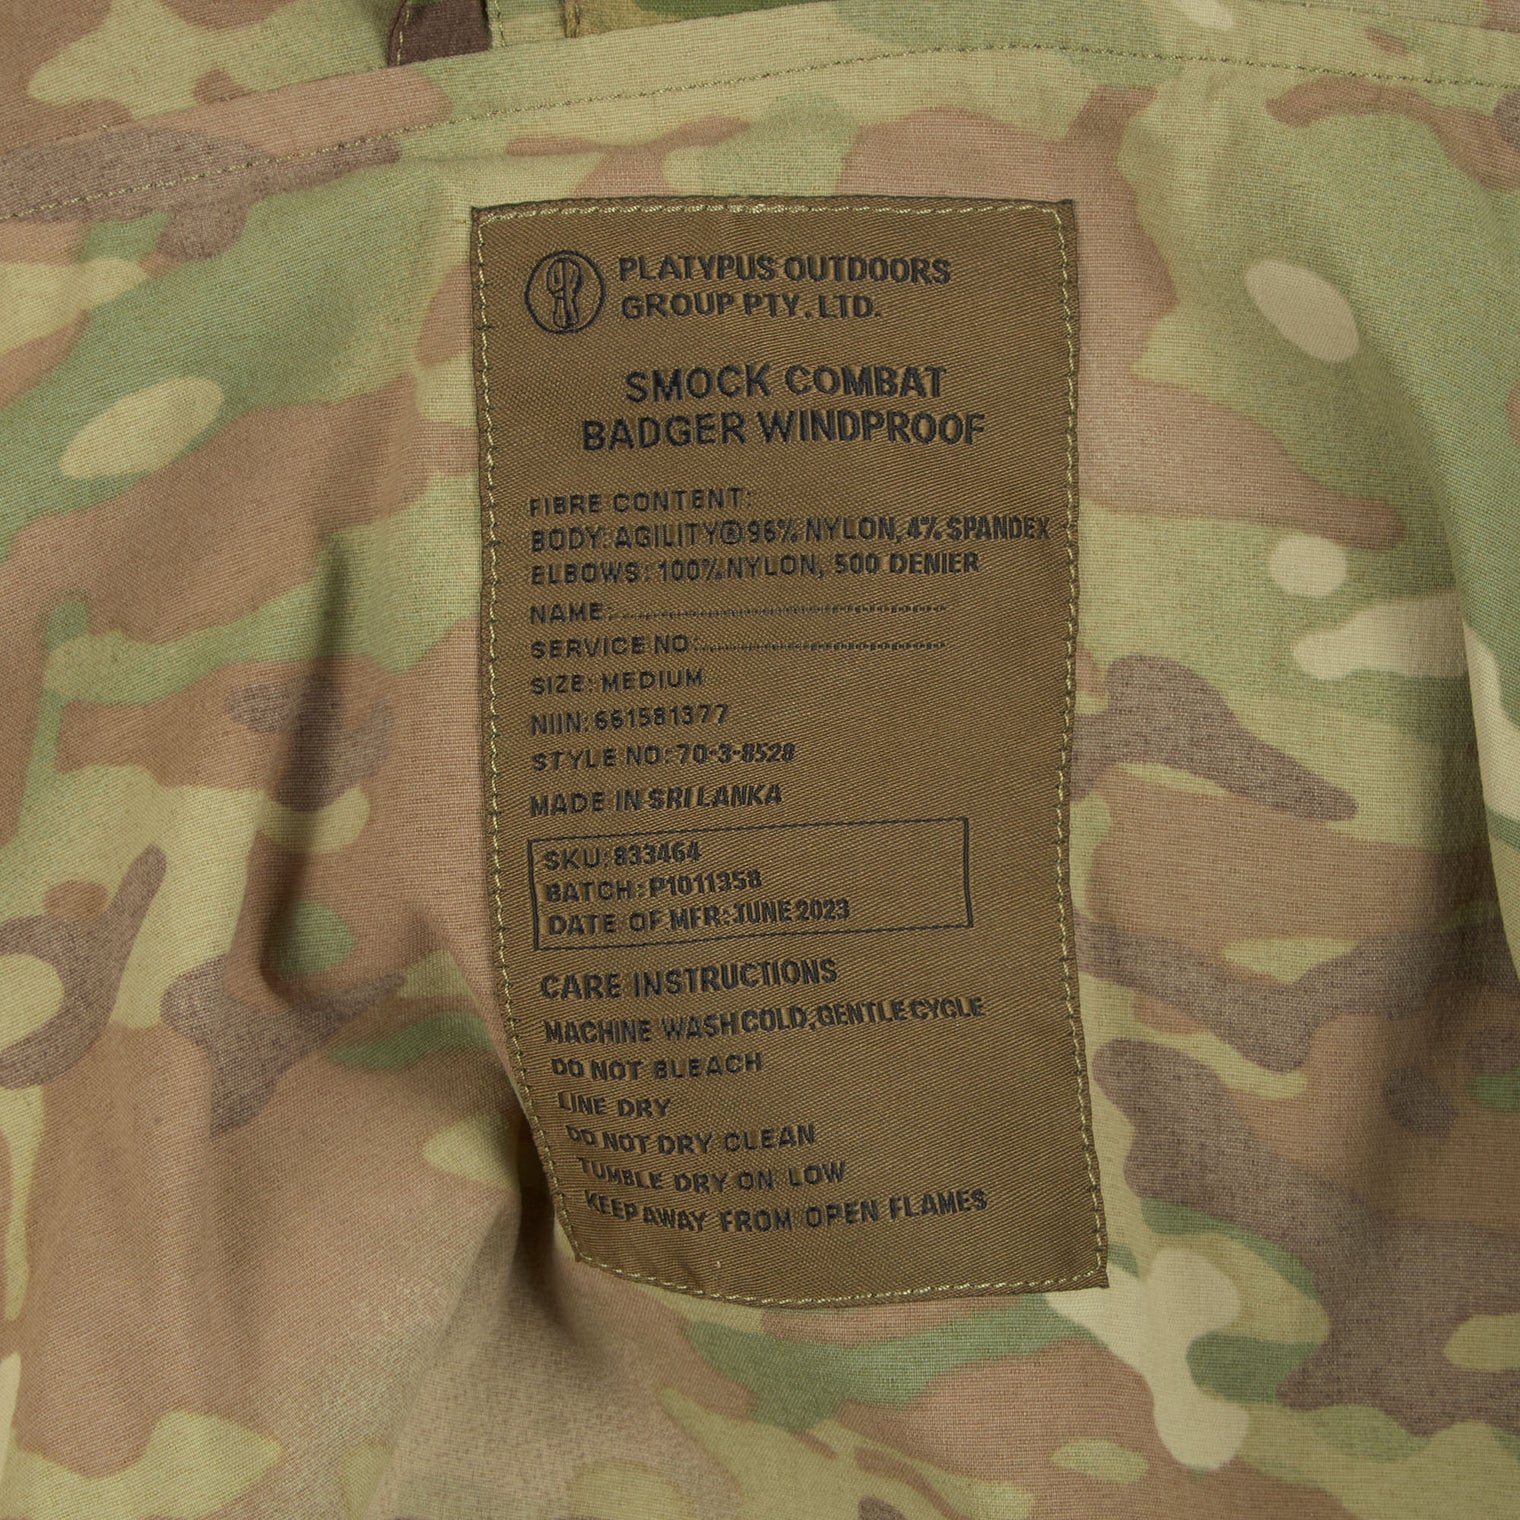 PLATYPUS OUTDOORS
GROUP PTY. LTD.
SMOCK COMBAT
BADGER WINDPROOF
FIBRE CONTENT:
BODY: AGILITY® 96% NYLON, 4% SPANDEX
ELBOWS: 100% NYLON, 500 DENIER
NAME:
SERVICE NO:
SIZE: MEDIUM
NIIN: 661581377
STYLE NO: 70-3-8528
MADE IN SRI LANKA
SKU: 833464
BATCH: P1011358
DATE OF MFR: JUNE 2023
CARE INSTRUCTIONS
MACHINE WASH COLD, GENTLE CYCLE
DO NOT BLEACH
LINE DRY
DO NOT DRY CLEAN
TUMBLE DRY ON LOW
KEEP AWAY FROM OPEN FLAMES